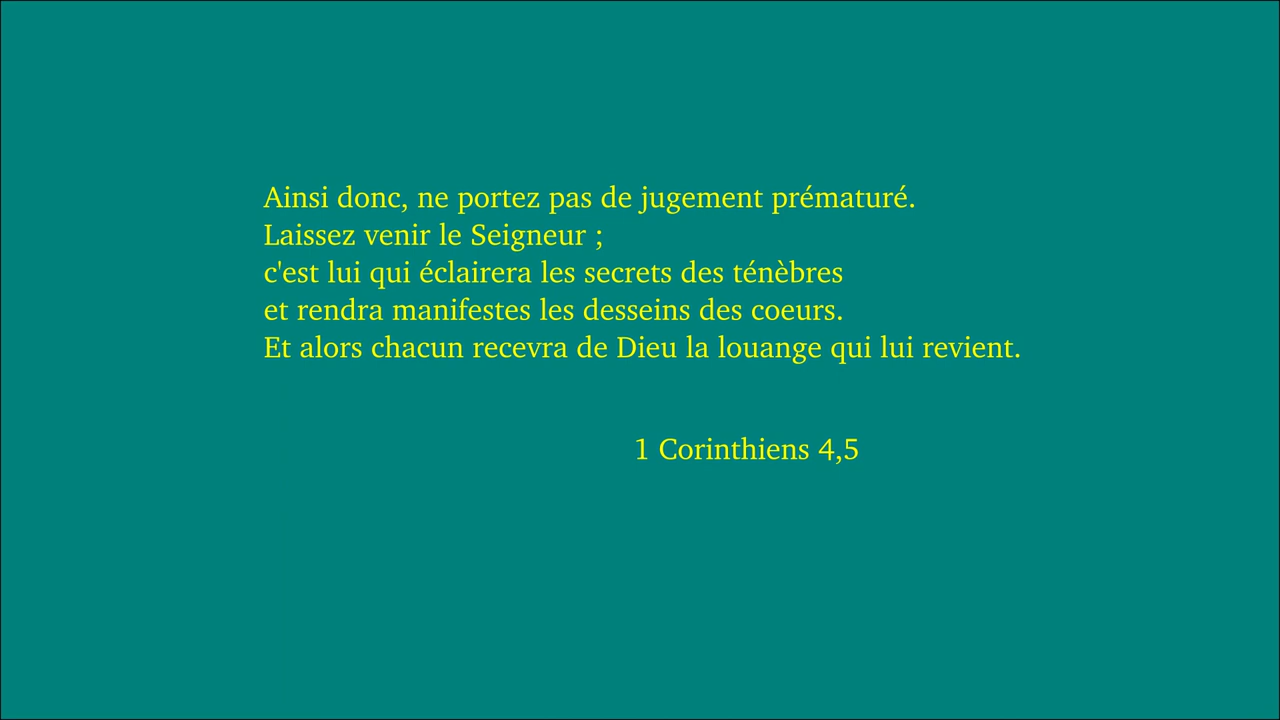 Ainsi donc, ne portez pas de jugement prématuré.
Laissez venir le Seigneur ;
c'est lui qui éclairera les secrets des ténèbres
et rendra manifestes les desseins des coeurs.
Et alors chacun recevra de Dieu la louange qui lui revient.
1 Corinthiens 4,5